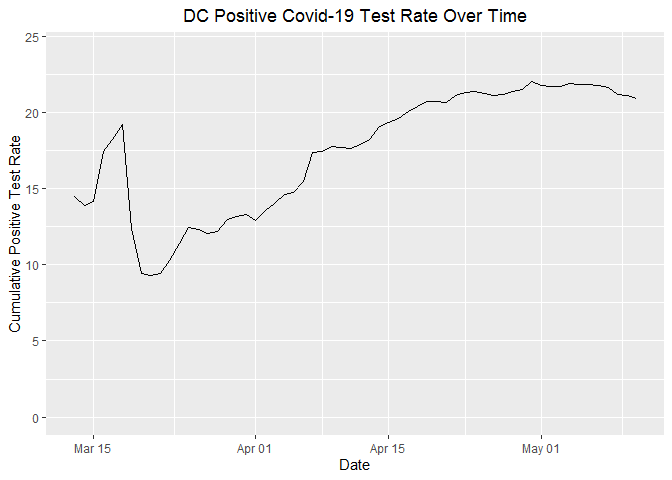 DC Positive Covid-19 Test Rate Over Time
25
20
15
10
5
0
Cumulative Positive Test Rate
Mar 15
Apr 01
Apr 15
May 01
Date